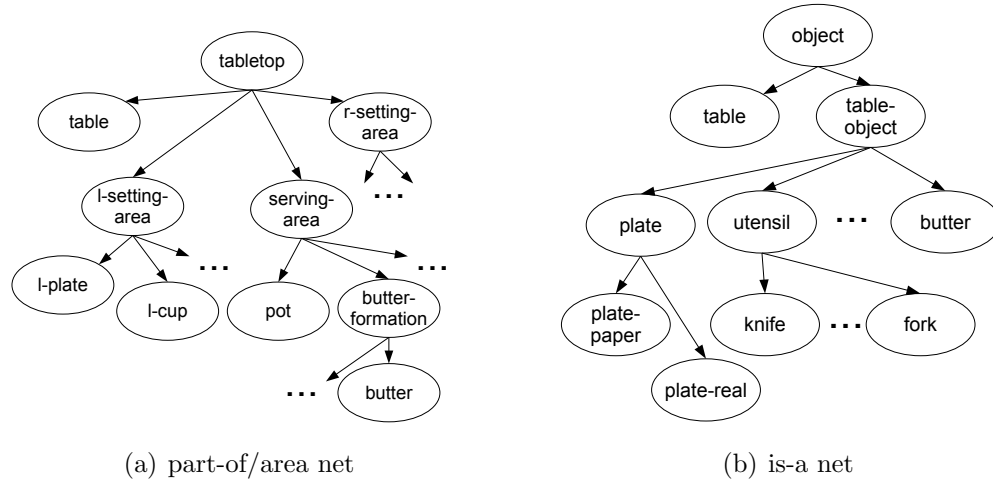 tabletop
table
r-setting-
area
...
l-setting-
area
serving-
area
...
...
l-plate
l-cup
pot
butter-
formation
...
butter
(a) part-of/area net
object
table
table-
object
plate
utensil
...
butter
plate-
paper
knife
...
fork
plate-real
(b) is-a net